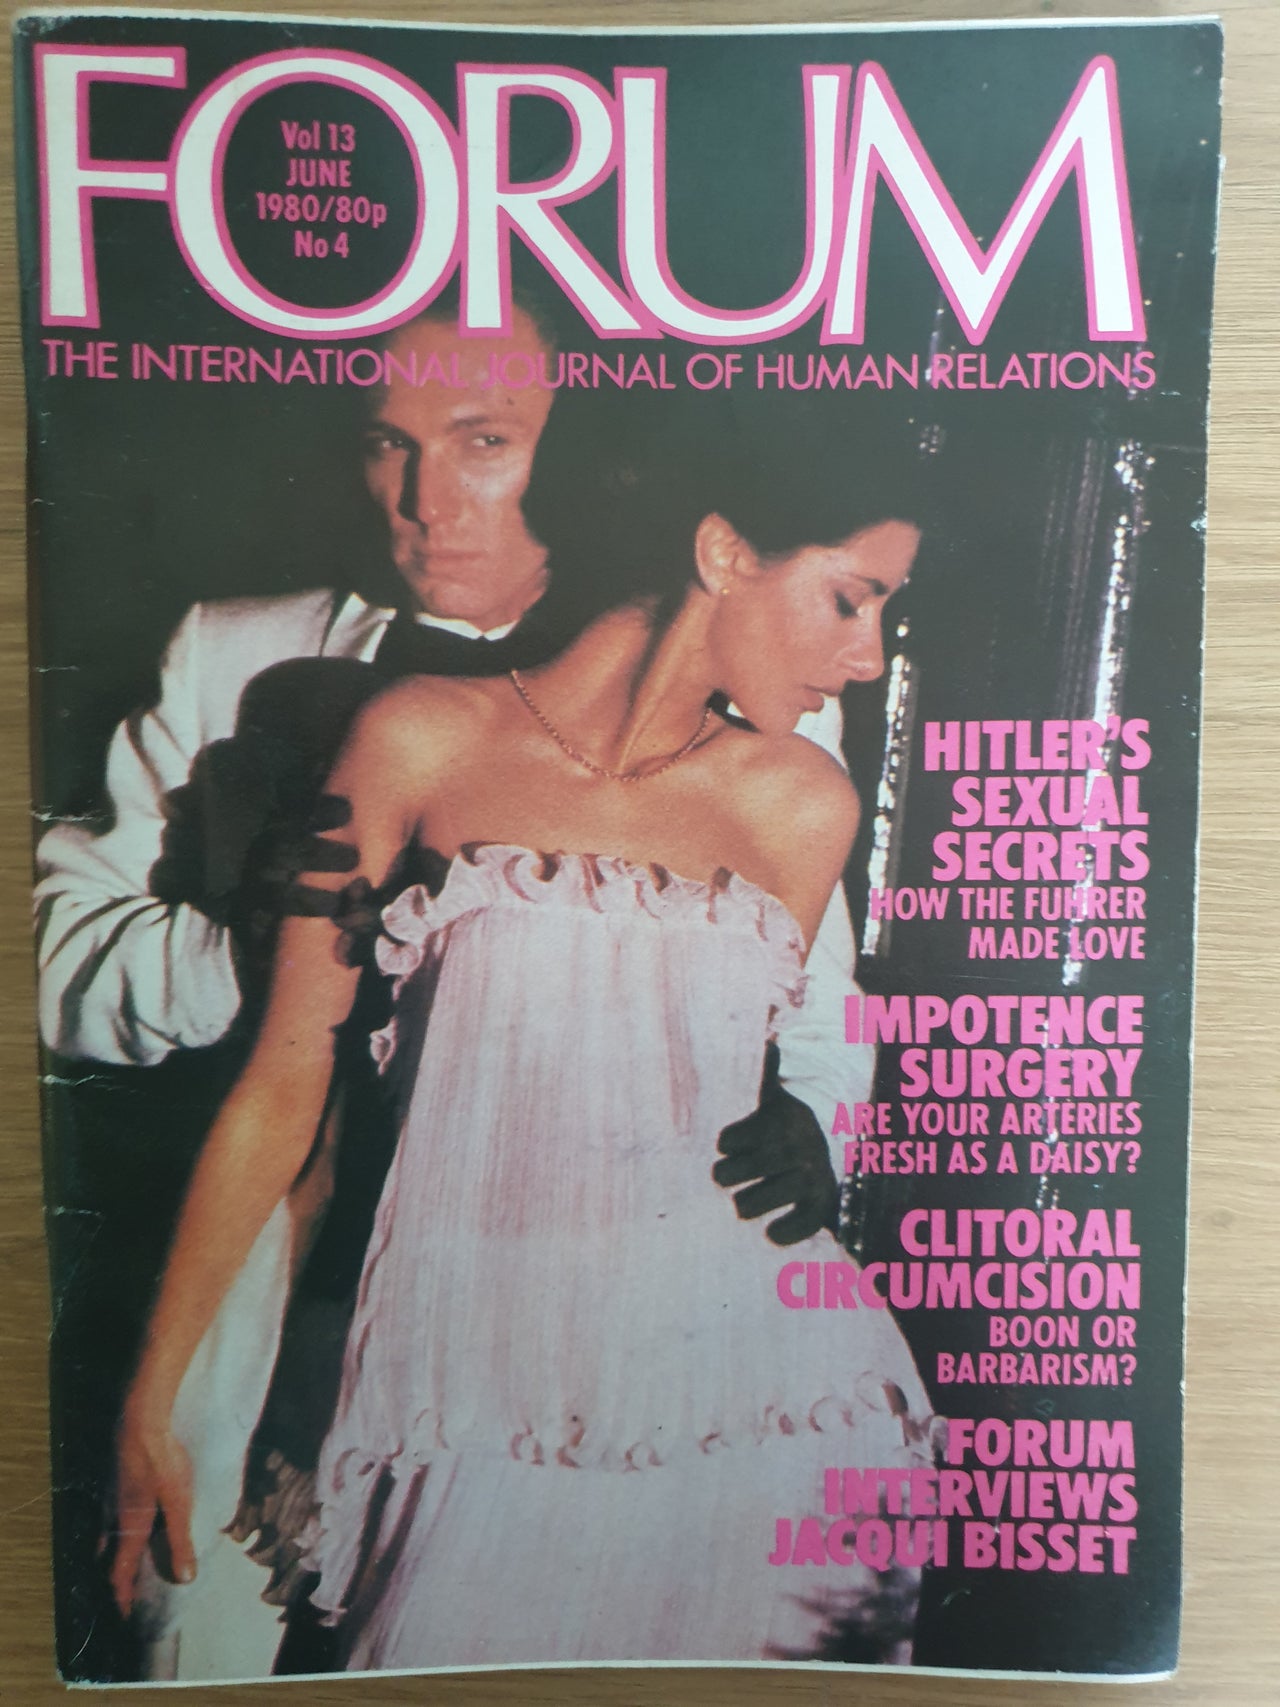 FORUM
Vol 13
JUNE
1980/80p
No 4
THE INTERNATIONAL JOURNAL OF HUMAN RELATIONS
HITLER'S
SEXUAL
SECRETS
HOW THE FUHRER
MADE LOVE
IMPOTENCE
SURGERY
ARE YOUR ARTERIES
FRESH AS A DAISY?
CLITORAL
CIRCUMCISION
BOON OR
BARBARISM?
FORUM
INTERVIEWS
JACQUI BISSET